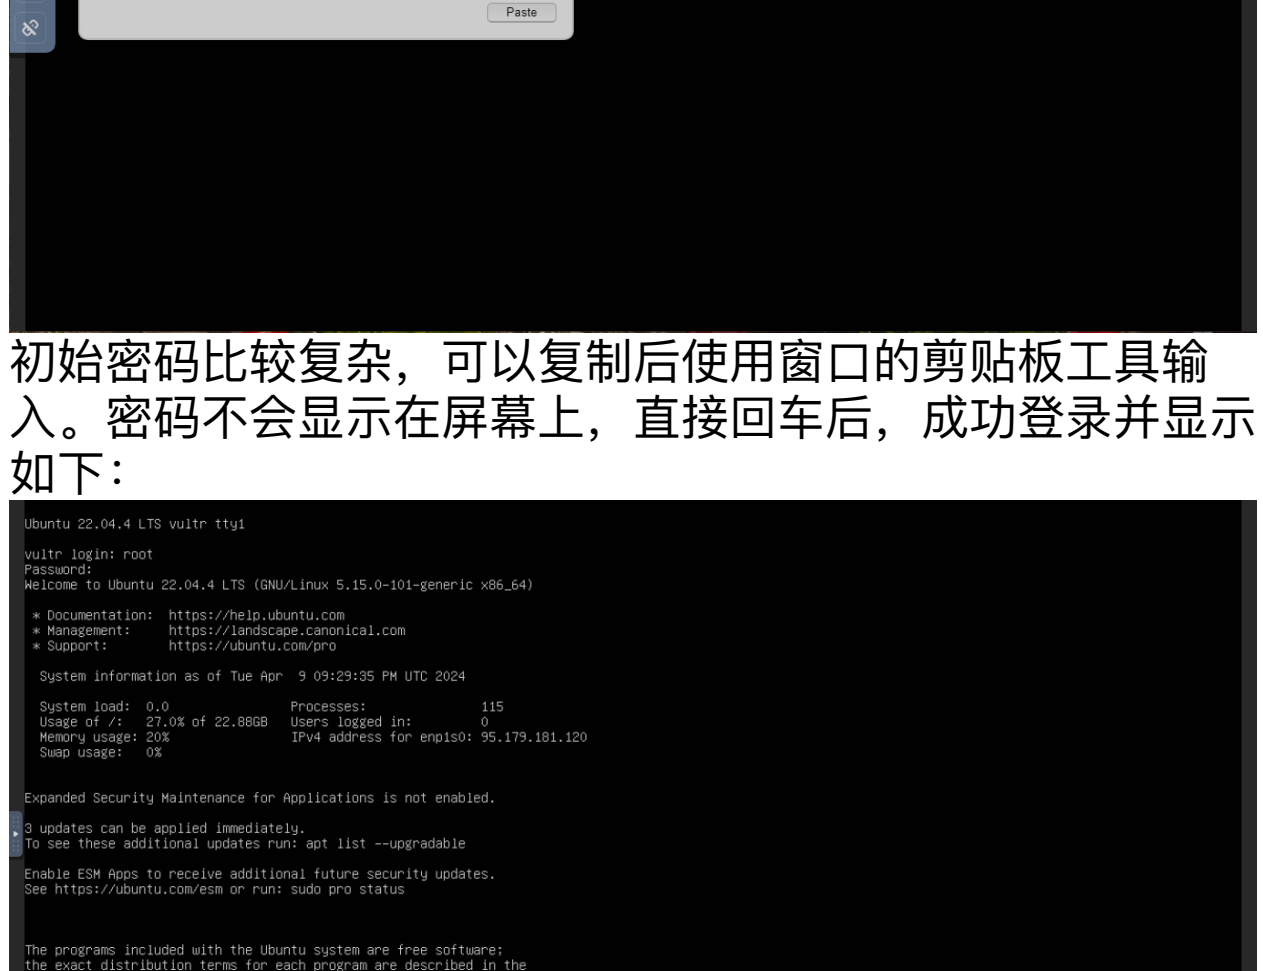 Paste
初始密码比较复杂，可以复制后使用窗口的剪贴板工具输
入。密码不会显示在屏幕上，直接回车后，成功登录并显示
如下：
Ubuntu 22.04.4 LTS vultr tty1
vultr login: root
Password:
Welcome to Ubuntu 22.04.4 LTS (GNU/Linux 5.15.0-101-generic x86_64)
* Documentation:  https://help.ubuntu.com
* Management:     https://landscape.canonical.com
* Support:        https://ubuntu.com/pro
System information as of Tue Apr  9 09:29:35 PM UTC 2024
System load:  0.0                Processes:               115
Usage of /:   27.0% of 22.88GB   Users logged in:         0
Memory usage: 20%                IPv4 address for enp1s0: 95.179.181.120
Swap usage:   0%
Expanded Security Maintenance for Applications is not enabled.
3 updates can be applied immediately.
To see these additional updates run: apt list --upgradable
Enable ESM Apps to receive additional future security updates.
See https://ubuntu.com/esm or run: sudo pro status
The programs included with the Ubuntu system are free software;
the exact distribution terms for each program are described in the